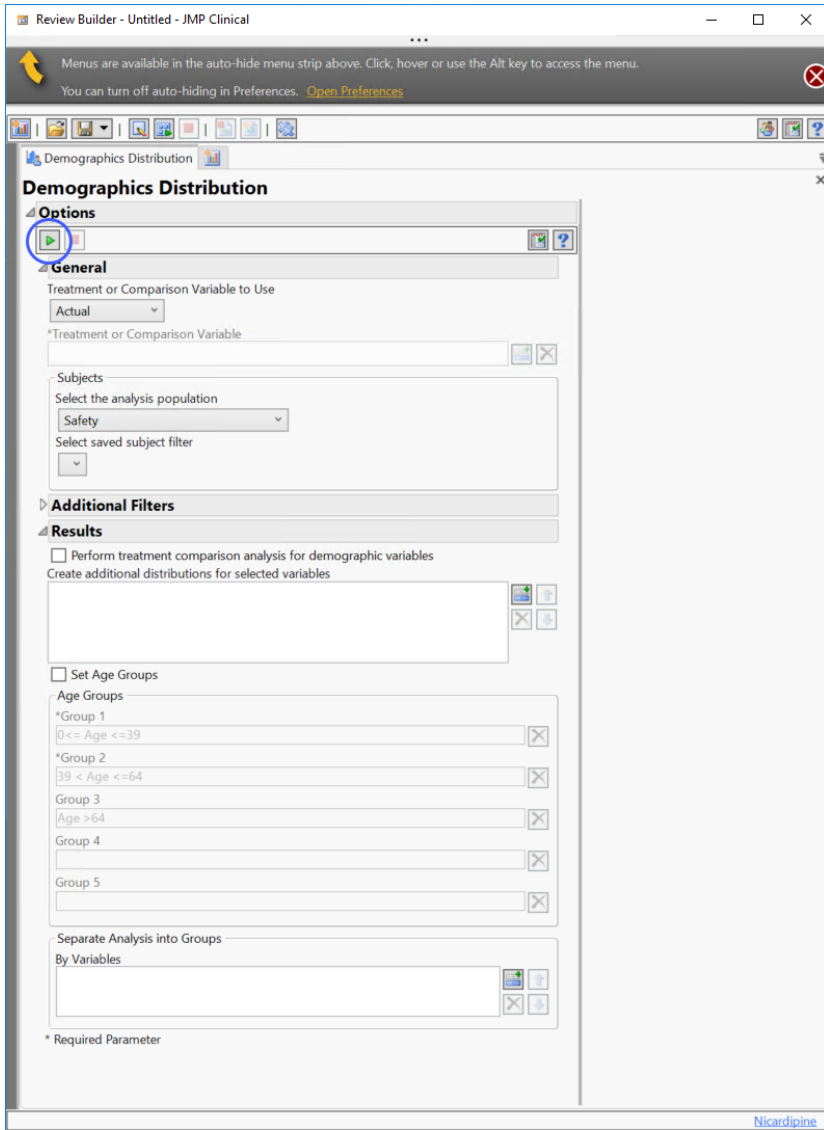 Review Builder - Untitled - JMP Clinical
Menus are available in the auto-hide menu strip above. Click, hover or use the Alt key to access the menu.
You can turn off auto-hiding in Preferences. Open Preferences
Demographics Distribution
Demographics Distribution
Options
General
Treatment or Comparison Variable to Use
Actual
*Treatment or Comparison Variable
Subjects
Select the analysis population
Safety
Select saved subject filter
Additional Filters
Results
Perform treatment comparison analysis for demographic variables
Create additional distributions for selected variables
Set Age Groups
Age Groups
*Group 1
0<= Age <=39
*Group 2
39 < Age <=64
Group 3
Age >64
Group 4
Group 5
Separate Analysis into Groups
By Variables
* Required Parameter
Nicardipine